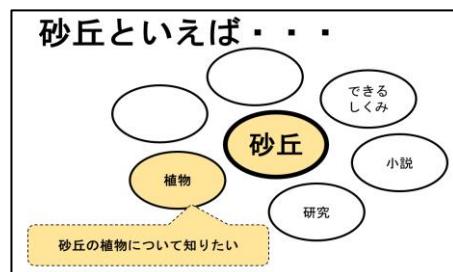 砂丘といえば・・・
できる
しくみ
砂丘
小説
植物
研究
砂丘の植物について知りたい